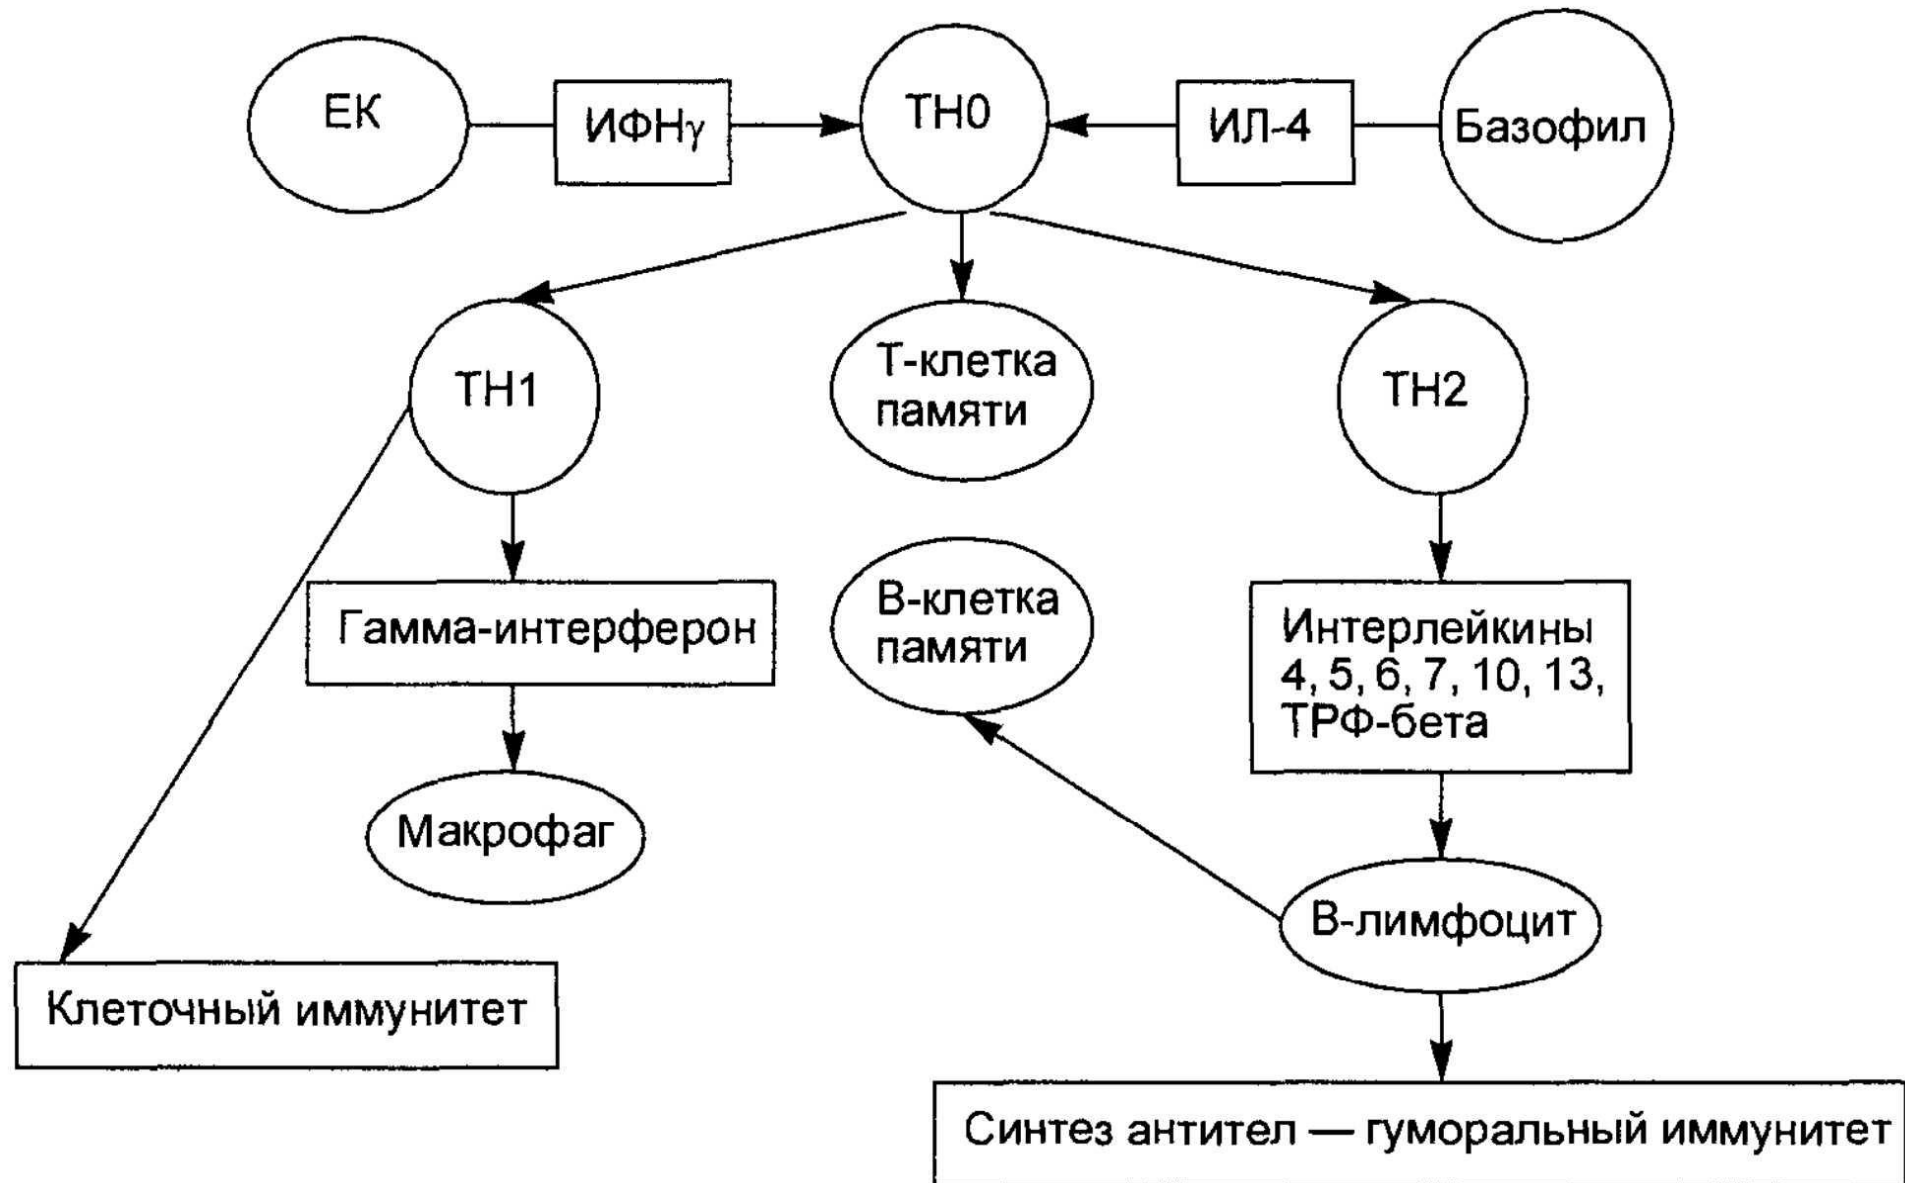 ЕК
ИФНγ
ТН0
ИЛ-4
Базофил
ТН1
Т-клетка
памяти
ТН2
Гамма-интерферон
В-клетка
памяти
Интерлейкины
4, 5, 6, 7, 10, 13,
ТРФ-бета
Макрофаг
В-лимфоцит
Клеточный иммунитет
Синтез антител — гуморальный иммунитет